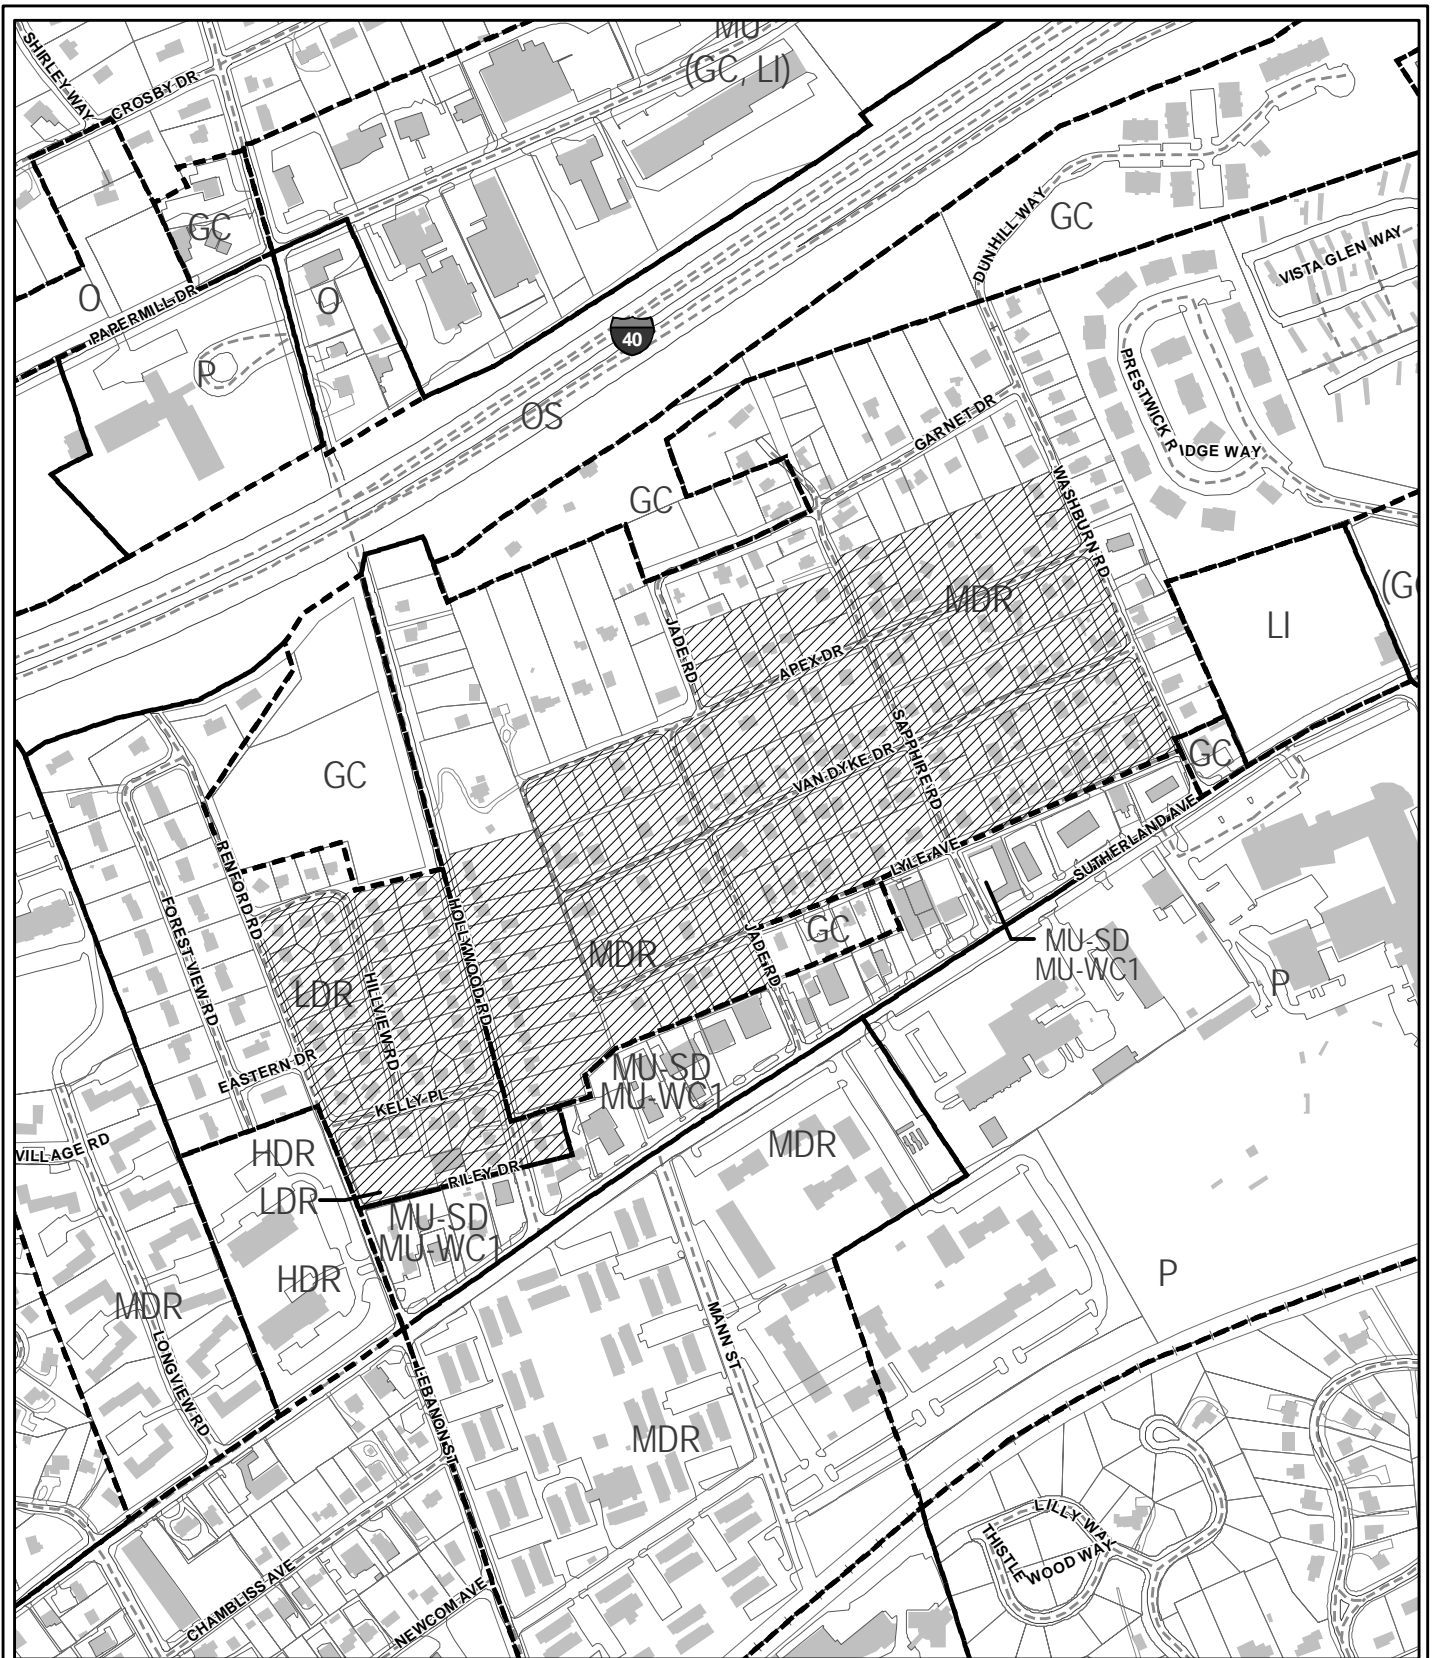 MU
(GC, LI)
SHIRLEY WAY
CROSBY DR
GC
O
O
PAPERMILL DR
P
40
OS
DUNHILL WAY
GC
VISTA GLEN WAY
PRESTWICK R
IDGE WAY
GARNET DR
GC
WASHBURN RD
MDR
LI
(G
JADE RD
APEX DR
SAPPHIRE RD
VAN DYKE DR
GC
GC
LYLE AVE
SUTHERLAND AVE
RENFORD RD
FOREST VIEW RD
HOLLYWOOD RD
HILLVIEW RD
LDR
MDR
JADE RD
GC
MU-SD
MU-WC1
P
EASTERN DR
KELLY PL
MU-SD
MU-WC1
MDR
VILLAGE RD
HDR
LDR
RILEY DR
MU-SD
MU-WC1
HDR
MDR
P
LONGVIEW RD
MANN ST
LEBANON ST
MDR
CHAMBLISS AVE
NEWCOM AVE
LILLY WAY
THISTLE
WOOD WAY